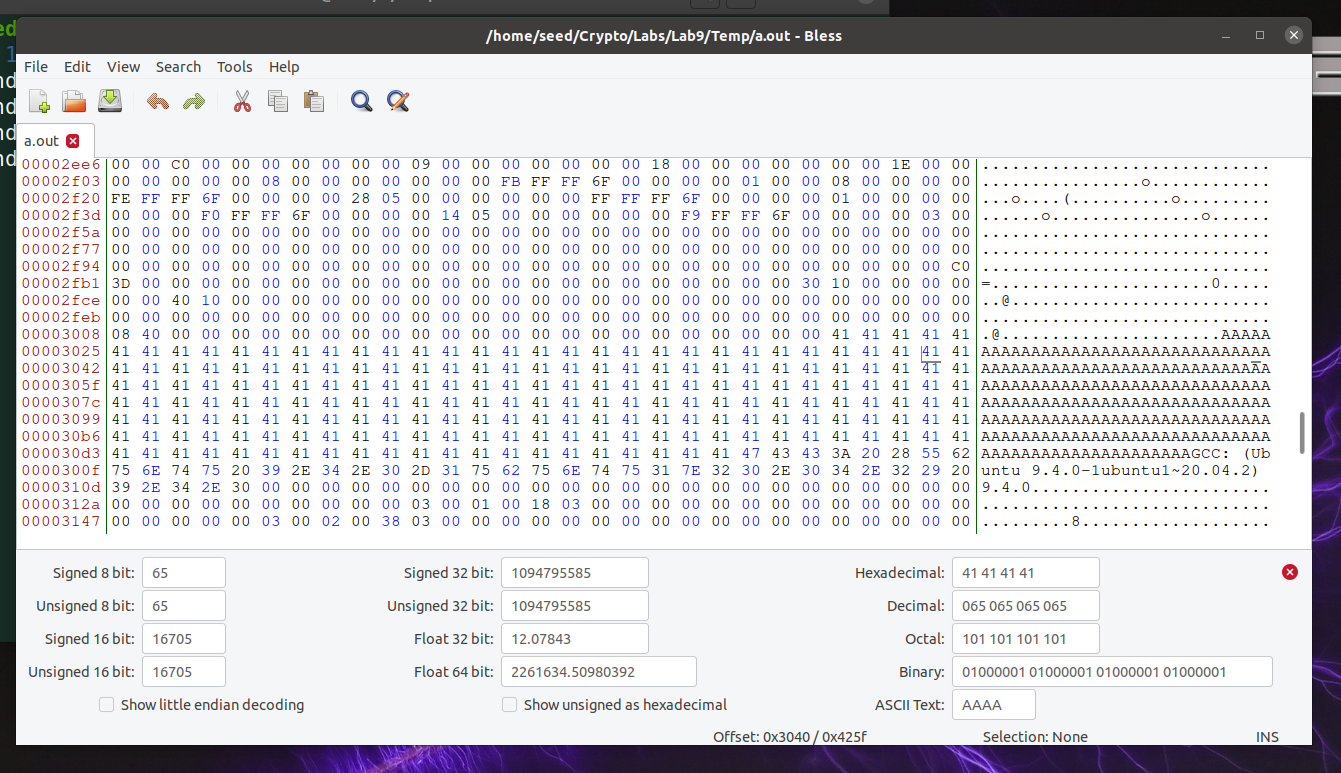 /home/seed/Crypto/Labs/Lab9/Temp/a.out - Bless
File Edit View Search Tools Help
a.out
00002ee6 00 00 C0 00 00 00 00 00 00 00 09 00 00 00 00 00 00 00 18 00 00 00 00 00 00 00 1E 00 00 .............................
00002f03 00 00 00 00 00 08 00 00 00 00 00 00 00 FB FF FF 6F 00 00 00 00 01 00 00 08 00 00 00 00 ................o............
00002f20 FE FF FF 6F 00 00 00 00 28 05 00 00 00 00 00 00 FF FF FF 6F 00 00 00 00 01 00 00 00 00 ...o....(..........o.........
00002f3d 00 00 00 F0 FF FF 6F 00 00 00 00 14 05 00 00 00 00 00 00 F9 FF FF 6F 00 00 00 00 03 00 ......o...............o......
00002f5a 00 00 00 00 00 00 00 00 00 00 00 00 00 00 00 00 00 00 00 00 00 00 00 00 00 00 00 00 00 .............................
00002f77 00 00 00 00 00 00 00 00 00 00 00 00 00 00 00 00 00 00 00 00 00 00 00 00 00 00 00 00 00 .............................
00002f94 00 00 00 00 00 00 00 00 00 00 00 00 00 00 00 00 00 00 00 00 00 00 00 00 00 00 00 00 C0 .............................
00002fb1 3D 00 00 00 00 00 00 00 00 00 00 00 00 00 00 00 00 00 00 00 00 00 00 30 10 00 00 00 00 =......................0.....
00002fce 00 00 40 10 00 00 00 00 00 00 00 00 00 00 00 00 00 00 00 00 00 00 00 00 00 00 00 00 00 ..@..........................
00002feb 00 00 00 00 00 00 00 00 00 00 00 00 00 00 00 00 00 00 00 00 00 00 00 00 00 00 00 00 00 .............................
00003008 08 40 00 00 00 00 00 00 00 00 00 00 00 00 00 00 00 00 00 00 00 00 00 00 41 41 41 41 41 .@......................AAAAA
00003025 41 41 41 41 41 41 41 41 41 41 41 41 41 41 41 41 41 41 41 41 41 41 41 41 41 41 41 41 41 AAAAAAAAAAAAAAAAAAAAAAAAAAAAA
00003042 41 41 41 41 41 41 41 41 41 41 41 41 41 41 41 41 41 41 41 41 41 41 41 41 41 41 41 41 41 AAAAAAAAAAAAAAAAAAAAAAAAAAAAA
0000305f 41 41 41 41 41 41 41 41 41 41 41 41 41 41 41 41 41 41 41 41 41 41 41 41 41 41 41 41 41 AAAAAAAAAAAAAAAAAAAAAAAAAAAAA
0000307c 41 41 41 41 41 41 41 41 41 41 41 41 41 41 41 41 41 41 41 41 41 41 41 41 41 41 41 41 41 AAAAAAAAAAAAAAAAAAAAAAAAAAAAA
00003099 41 41 41 41 41 41 41 41 41 41 41 41 41 41 41 41 41 41 41 41 41 41 41 41 41 41 41 41 41 AAAAAAAAAAAAAAAAAAAAAAAAAAAAA
000030b6 41 41 41 41 41 41 41 41 41 41 41 41 41 41 41 41 41 41 41 41 41 41 41 41 41 41 41 41 41 AAAAAAAAAAAAAAAAAAAAAAAAAAAAA
000030d3 41 41 41 41 41 41 41 41 41 41 41 41 41 41 41 41 41 41 41 41 41 47 43 43 3A 20 28 55 62 AAAAAAAAAAAAAAAAAAAAAGCC: (Ub
0000300f 75 6E 74 75 20 39 2E 34 2E 30 2D 31 75 62 75 6E 74 75 31 7E 32 30 2E 30 34 2E 32 29 20 untu 9.4.0-1ubuntu1~20.04.2)
0000310d 39 2E 34 2E 30 00 00 00 00 00 00 00 00 00 00 00 00 00 00 00 00 00 00 00 00 00 00 00 00 9.4.0........................
0000312a 00 00 00 00 00 00 00 00 00 00 03 00 01 00 18 03 00 00 00 00 00 00 00 00 00 00 00 00 00 .............................
00003147 00 00 00 00 00 03 00 02 00 38 03 00 00 00 00 00 00 00 00 00 00 00 00 00 00 00 00 00 00 .........8...................
Signed 8 bit: 65 Signed 32 bit: 1094795585 Hexadecimal: 41 41 41 41
Unsigned 8 bit: 65 Unsigned 32 bit: 1094795585 Decimal: 065 065 065 065
Signed 16 bit: 16705 Float 32 bit: 12.07843 Octal: 101 101 101 101
Unsigned 16 bit: 16705 Float 64 bit: 2261634.50980392 Binary: 01000001 01000001 01000001 01000001
Show little endian decoding Show unsigned as hexadecimal ASCII Text: AAAA
Offset: 0x3040 / 0x425f Selection: None INS